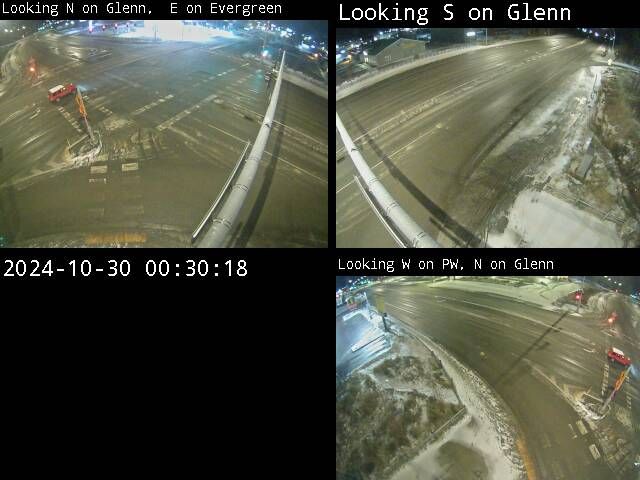 Looking N on Glenn, E on Evergreen
Looking S on Glenn
2024-10-30 00:30:18
Looking W on PW, N on Glenn